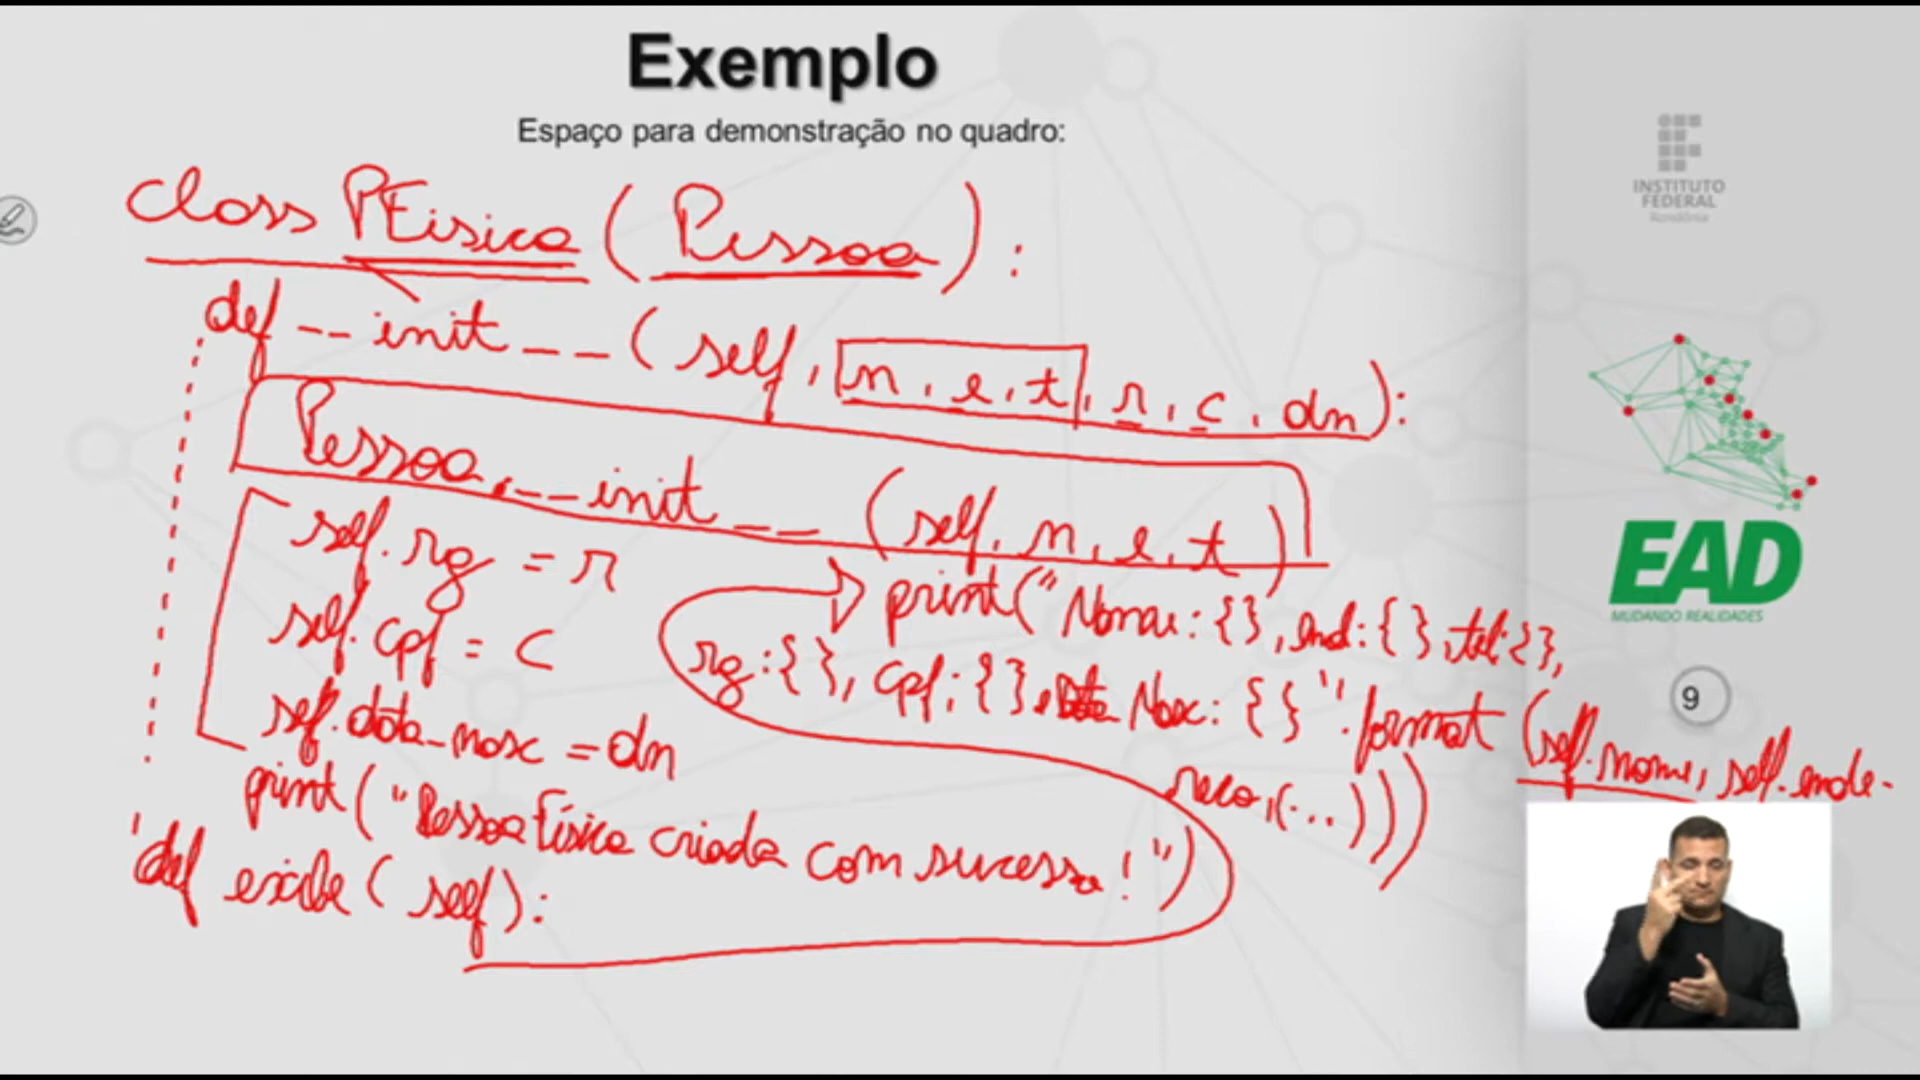 Exemplo
Espaço para demonstração no quadro:
class PFisica (Pessoa):
def __init__ (self, n, e, t, r, c, dn):
Pessoa.__init__ (self, n, e, t)
self.rg = r
self.cpf = c
self.data_nasc = dn
print("Pessoa Física criada com sucesso!")
def exibe (self):
print("Nome: {}, end: {}, tel: {},
rg: {}, cpf: {}, Data Nasc: {}".format (self.nome, self.ende-
reco, (...)))
INSTITUTO
FEDERAL
Rondônia
EAD
MUDANDO REALIDADES
9